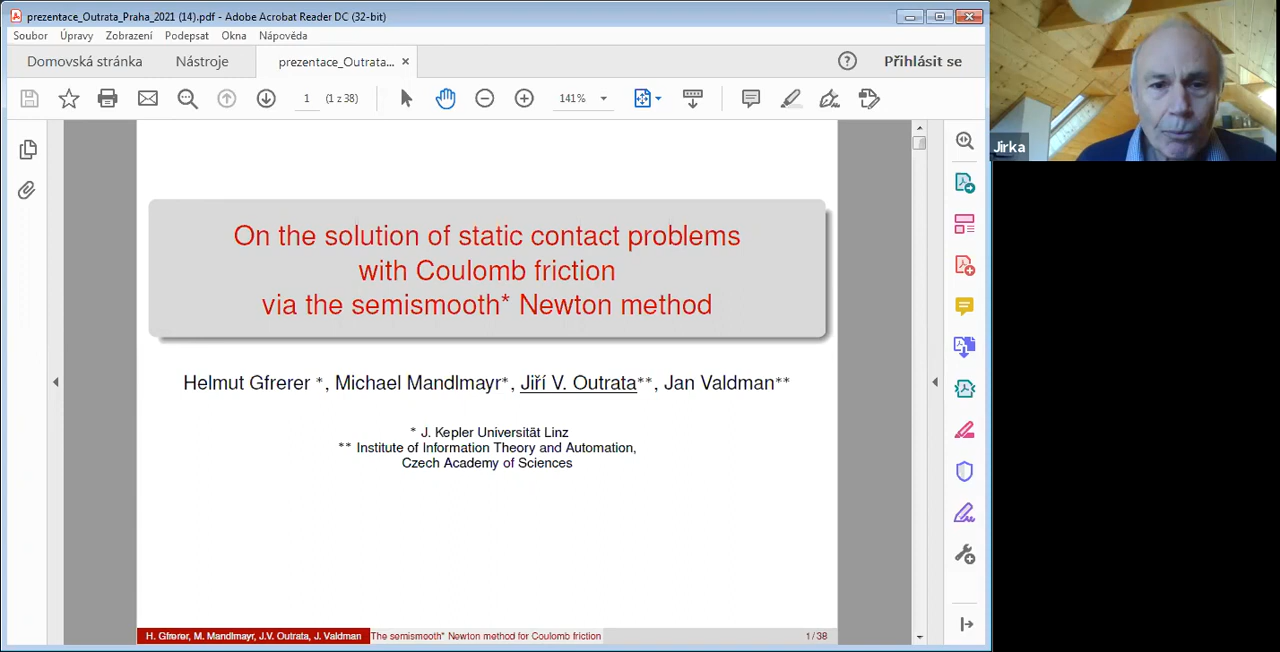 prezentace_Outrata_Praha_2021 (14).pdf - Adobe Acrobat Reader DC (32-bit)
Soubor Úpravy Zobrazení Podepsat Okna Nápověda
Domovská stránka Nástroje prezentace_Outrata... × Přihlásit se
1 (1 z 38) 141%
Jirka
On the solution of static contact problems
with Coulomb friction
via the semismooth* Newton method
Helmut Gfrerer *, Michael Mandlmayr*, Jiří V. Outrata**, Jan Valdman**
* J. Kepler Universität Linz
** Institute of Information Theory and Automation,
Czech Academy of Sciences
H. Gfrerer, M. Mandlmayr, J.V. Outrata, J. Valdman The semismooth* Newton method for Coulomb friction 1/38